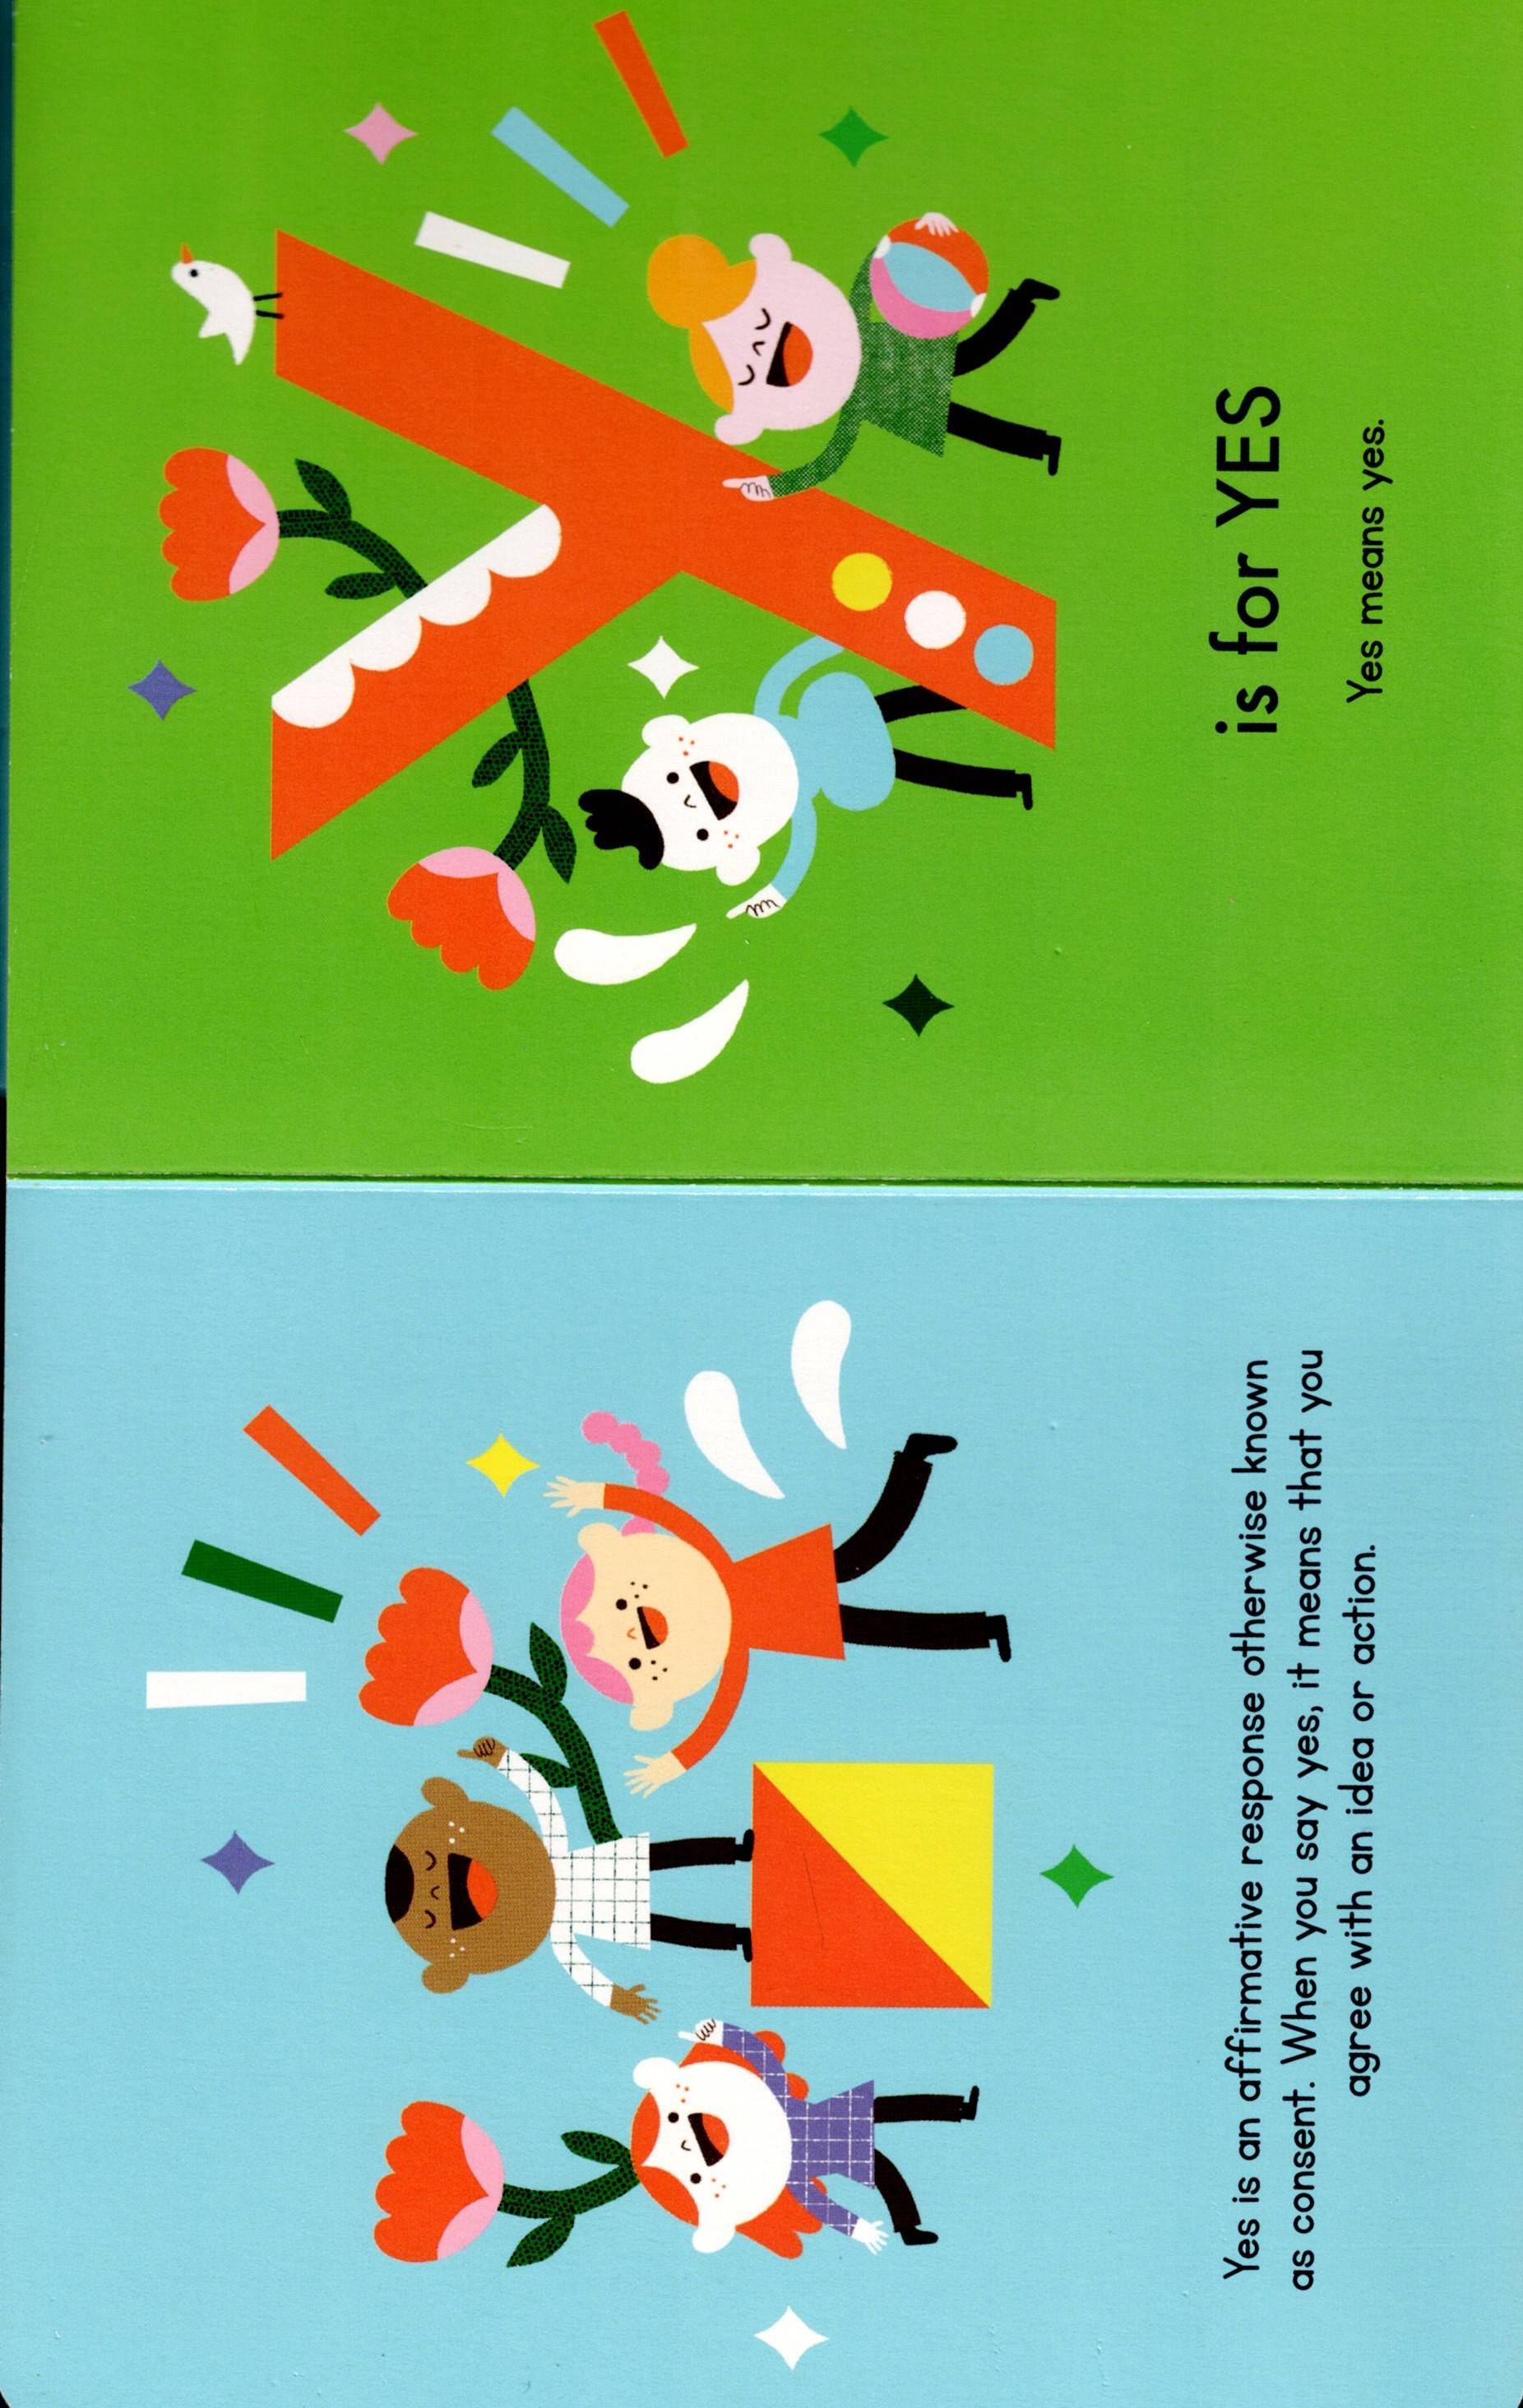 Yes is an affirmative response otherwise known
as consent. When you say yes, it means that you
agree with an idea or action.
Y
is for YES
Yes means yes.